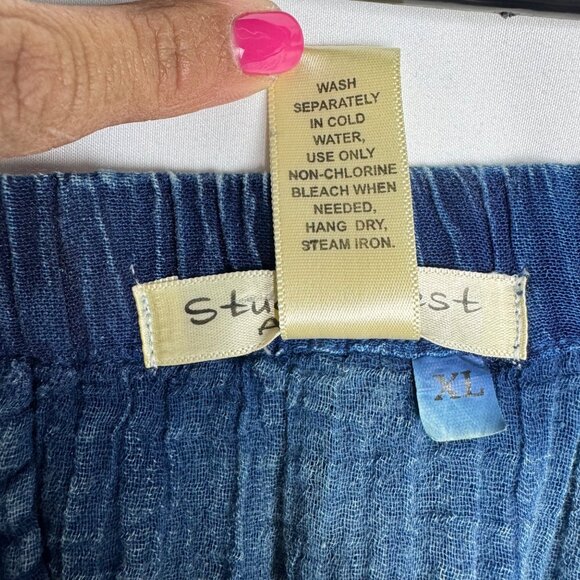 WASH
SEPARATELY
IN COLD
WATER,
USE ONLY
NON-CHLORINE
BLEACH WHEN
NEEDED,
HANG DRY,
STEAM IRON.
XL